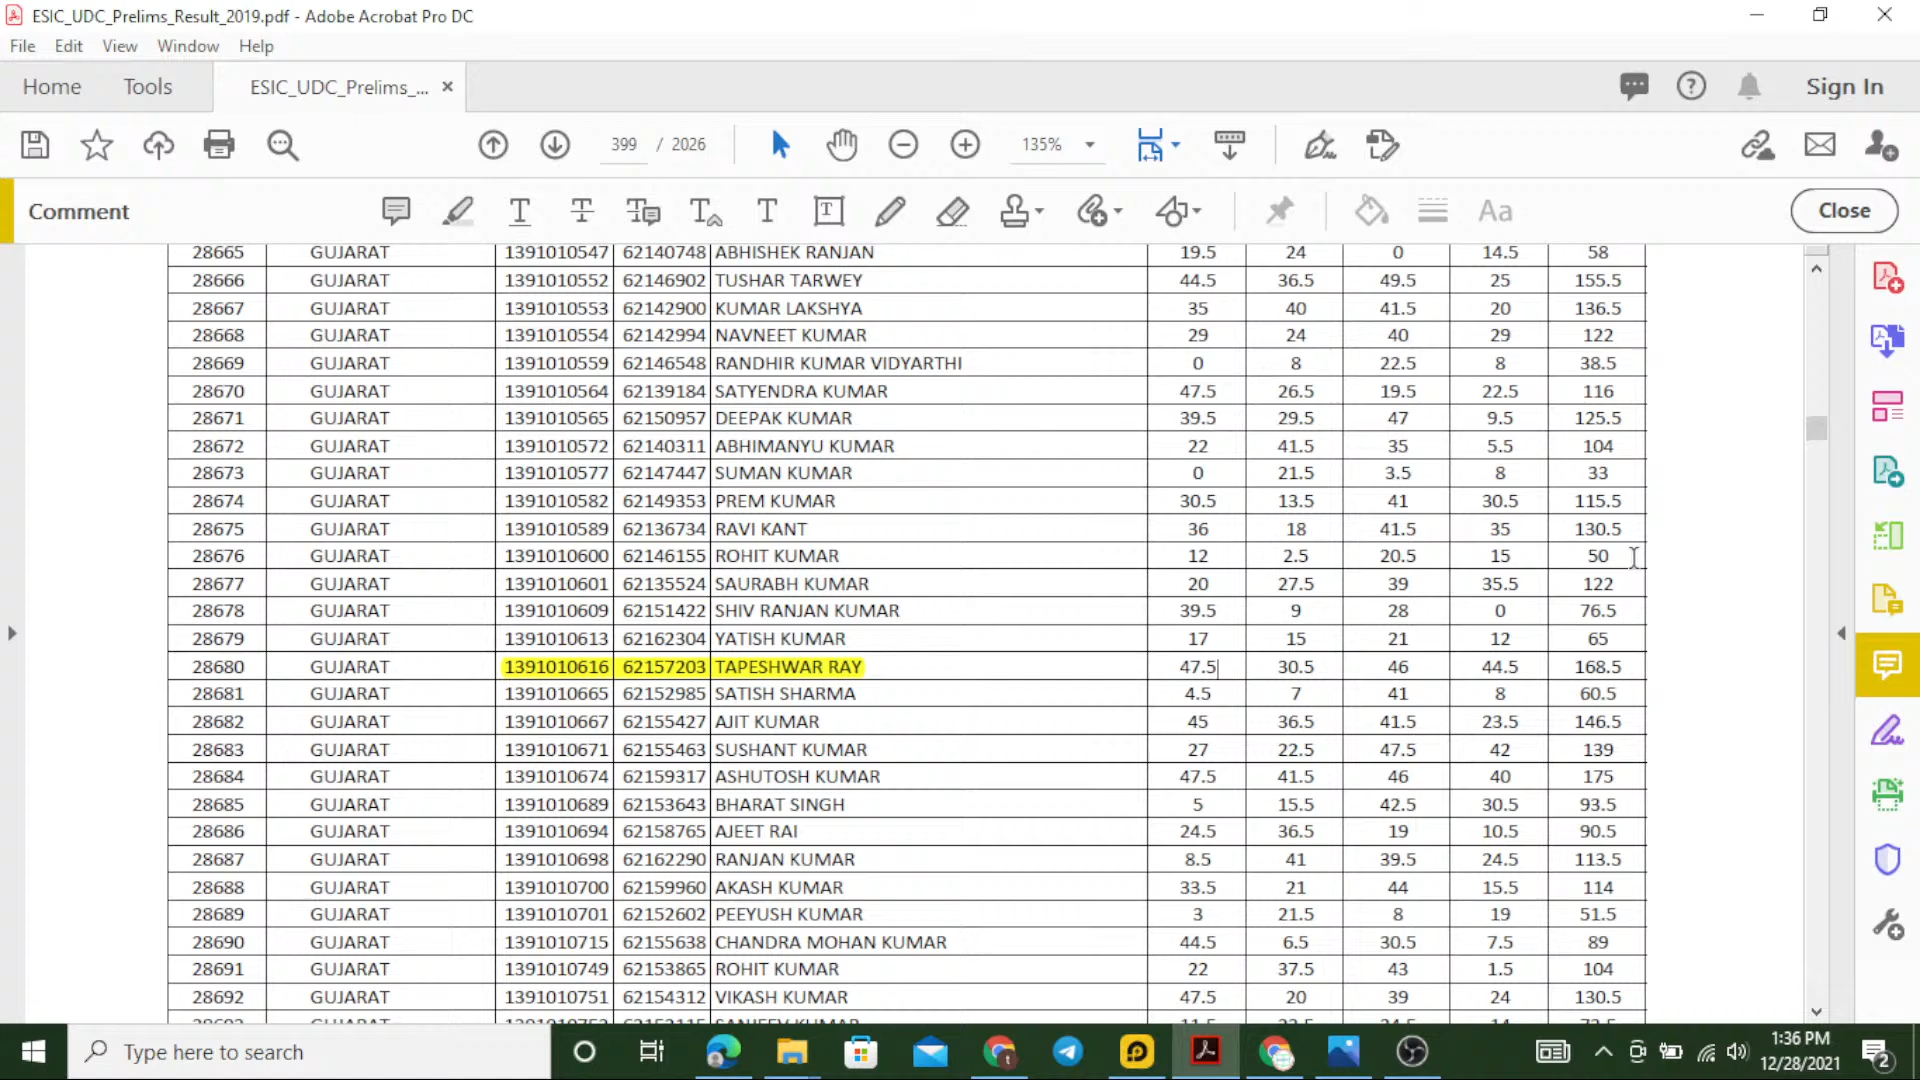 ESIC_UDC_Prelims_Result_2019.pdf - Adobe Acrobat Pro DC
File Edit View Window Help
Home Tools ESIC_UDC_Prelims_... × Sign In
399 / 2026 135%
Comment Close
28665 GUJARAT 1391010547 62140748 ABHISHEK RANJAN 19.5 24 0 14.5 58
28666 GUJARAT 1391010552 62146902 TUSHAR TARWEY 44.5 36.5 49.5 25 155.5
28667 GUJARAT 1391010553 62142900 KUMAR LAKSHYA 35 40 41.5 20 136.5
28668 GUJARAT 1391010554 62142994 NAVNEET KUMAR 29 24 40 29 122
28669 GUJARAT 1391010559 62146548 RANDHIR KUMAR VIDYARTHI 0 8 22.5 8 38.5
28670 GUJARAT 1391010564 62139184 SATYENDRA KUMAR 47.5 26.5 19.5 22.5 116
28671 GUJARAT 1391010565 62150957 DEEPAK KUMAR 39.5 29.5 47 9.5 125.5
28672 GUJARAT 1391010572 62140311 ABHIMANYU KUMAR 22 41.5 35 5.5 104
28673 GUJARAT 1391010577 62147447 SUMAN KUMAR 0 21.5 3.5 8 33
28674 GUJARAT 1391010582 62149353 PREM KUMAR 30.5 13.5 41 30.5 115.5
28675 GUJARAT 1391010589 62136734 RAVI KANT 36 18 41.5 35 130.5
28676 GUJARAT 1391010600 62146155 ROHIT KUMAR 12 2.5 20.5 15 50
28677 GUJARAT 1391010601 62135524 SAURABH KUMAR 20 27.5 39 35.5 122
28678 GUJARAT 1391010609 62151422 SHIV RANJAN KUMAR 39.5 9 28 0 76.5
28679 GUJARAT 1391010613 62162304 YATISH KUMAR 17 15 21 12 65
28680 GUJARAT 1391010616 62157203 TAPESHWAR RAY 47.5 30.5 46 44.5 168.5
28681 GUJARAT 1391010665 62152985 SATISH SHARMA 4.5 7 41 8 60.5
28682 GUJARAT 1391010667 62155427 AJIT KUMAR 45 36.5 41.5 23.5 146.5
28683 GUJARAT 1391010671 62155463 SUSHANT KUMAR 27 22.5 47.5 42 139
28684 GUJARAT 1391010674 62159317 ASHUTOSH KUMAR 47.5 41.5 46 40 175
28685 GUJARAT 1391010689 62153643 BHARAT SINGH 5 15.5 42.5 30.5 93.5
28686 GUJARAT 1391010694 62158765 AJEET RAI 24.5 36.5 19 10.5 90.5
28687 GUJARAT 1391010698 62162290 RANJAN KUMAR 8.5 41 39.5 24.5 113.5
28688 GUJARAT 1391010700 62159960 AKASH KUMAR 33.5 21 44 15.5 114
28689 GUJARAT 1391010701 62152602 PEEYUSH KUMAR 3 21.5 8 19 51.5
28690 GUJARAT 1391010715 62155638 CHANDRA MOHAN KUMAR 44.5 6.5 30.5 7.5 89
28691 GUJARAT 1391010749 62153865 ROHIT KUMAR 22 37.5 43 1.5 104
28692 GUJARAT 1391010751 62154312 VIKASH KUMAR 47.5 20 39 24 130.5
Type here to search
1:36 PM
12/28/2021
2